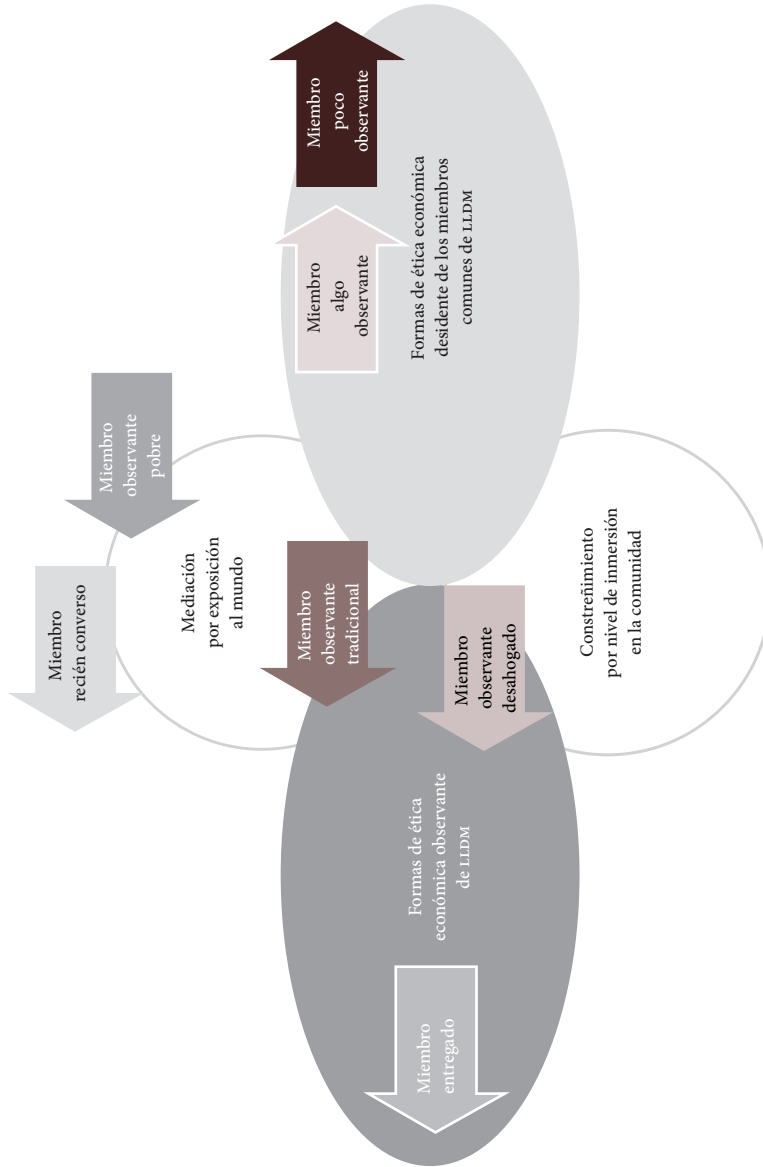 Miembro
recién converso
Miembro
observante
pobre
Mediación
por exposición
al mundo
Miembro
observante
tradicional
Miembro
algo
observante
Miembro
poco
observante
Miembro
entregado
Formas de ética
económica observante
de LLDM
Formas de ética económica
desidente de los miembros
comunes de LLDM
Miembro
observante
desahogado
Constreñimiento
por nivel de inmersión
en la comunidad